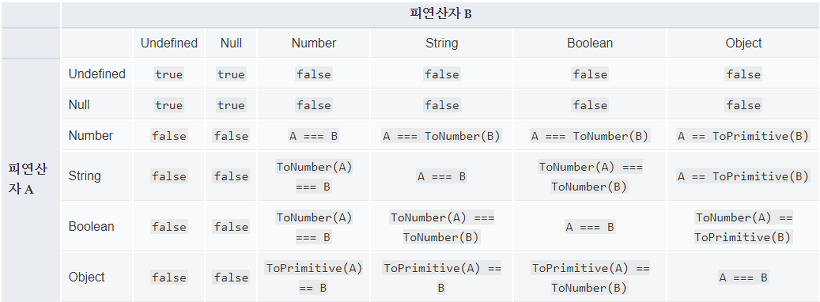 피연산자 B
Undefined Null Number String Boolean Object
피연산
자 A
Undefined true true false false false false
Null true true false false false false
Number false false A === B A === ToNumber(B) A === ToNumber(B) A == ToPrimitive(B)
String false false ToNumber(A) === B A === B ToNumber(A) === ToNumber(B) A == ToPrimitive(B)
Boolean false false ToNumber(A) === B ToNumber(A) === ToNumber(B) A === B ToNumber(A) == ToPrimitive(B)
Object false false ToPrimitive(A) == B ToPrimitive(A) == B ToPrimitive(A) == ToNumber(B) A === B